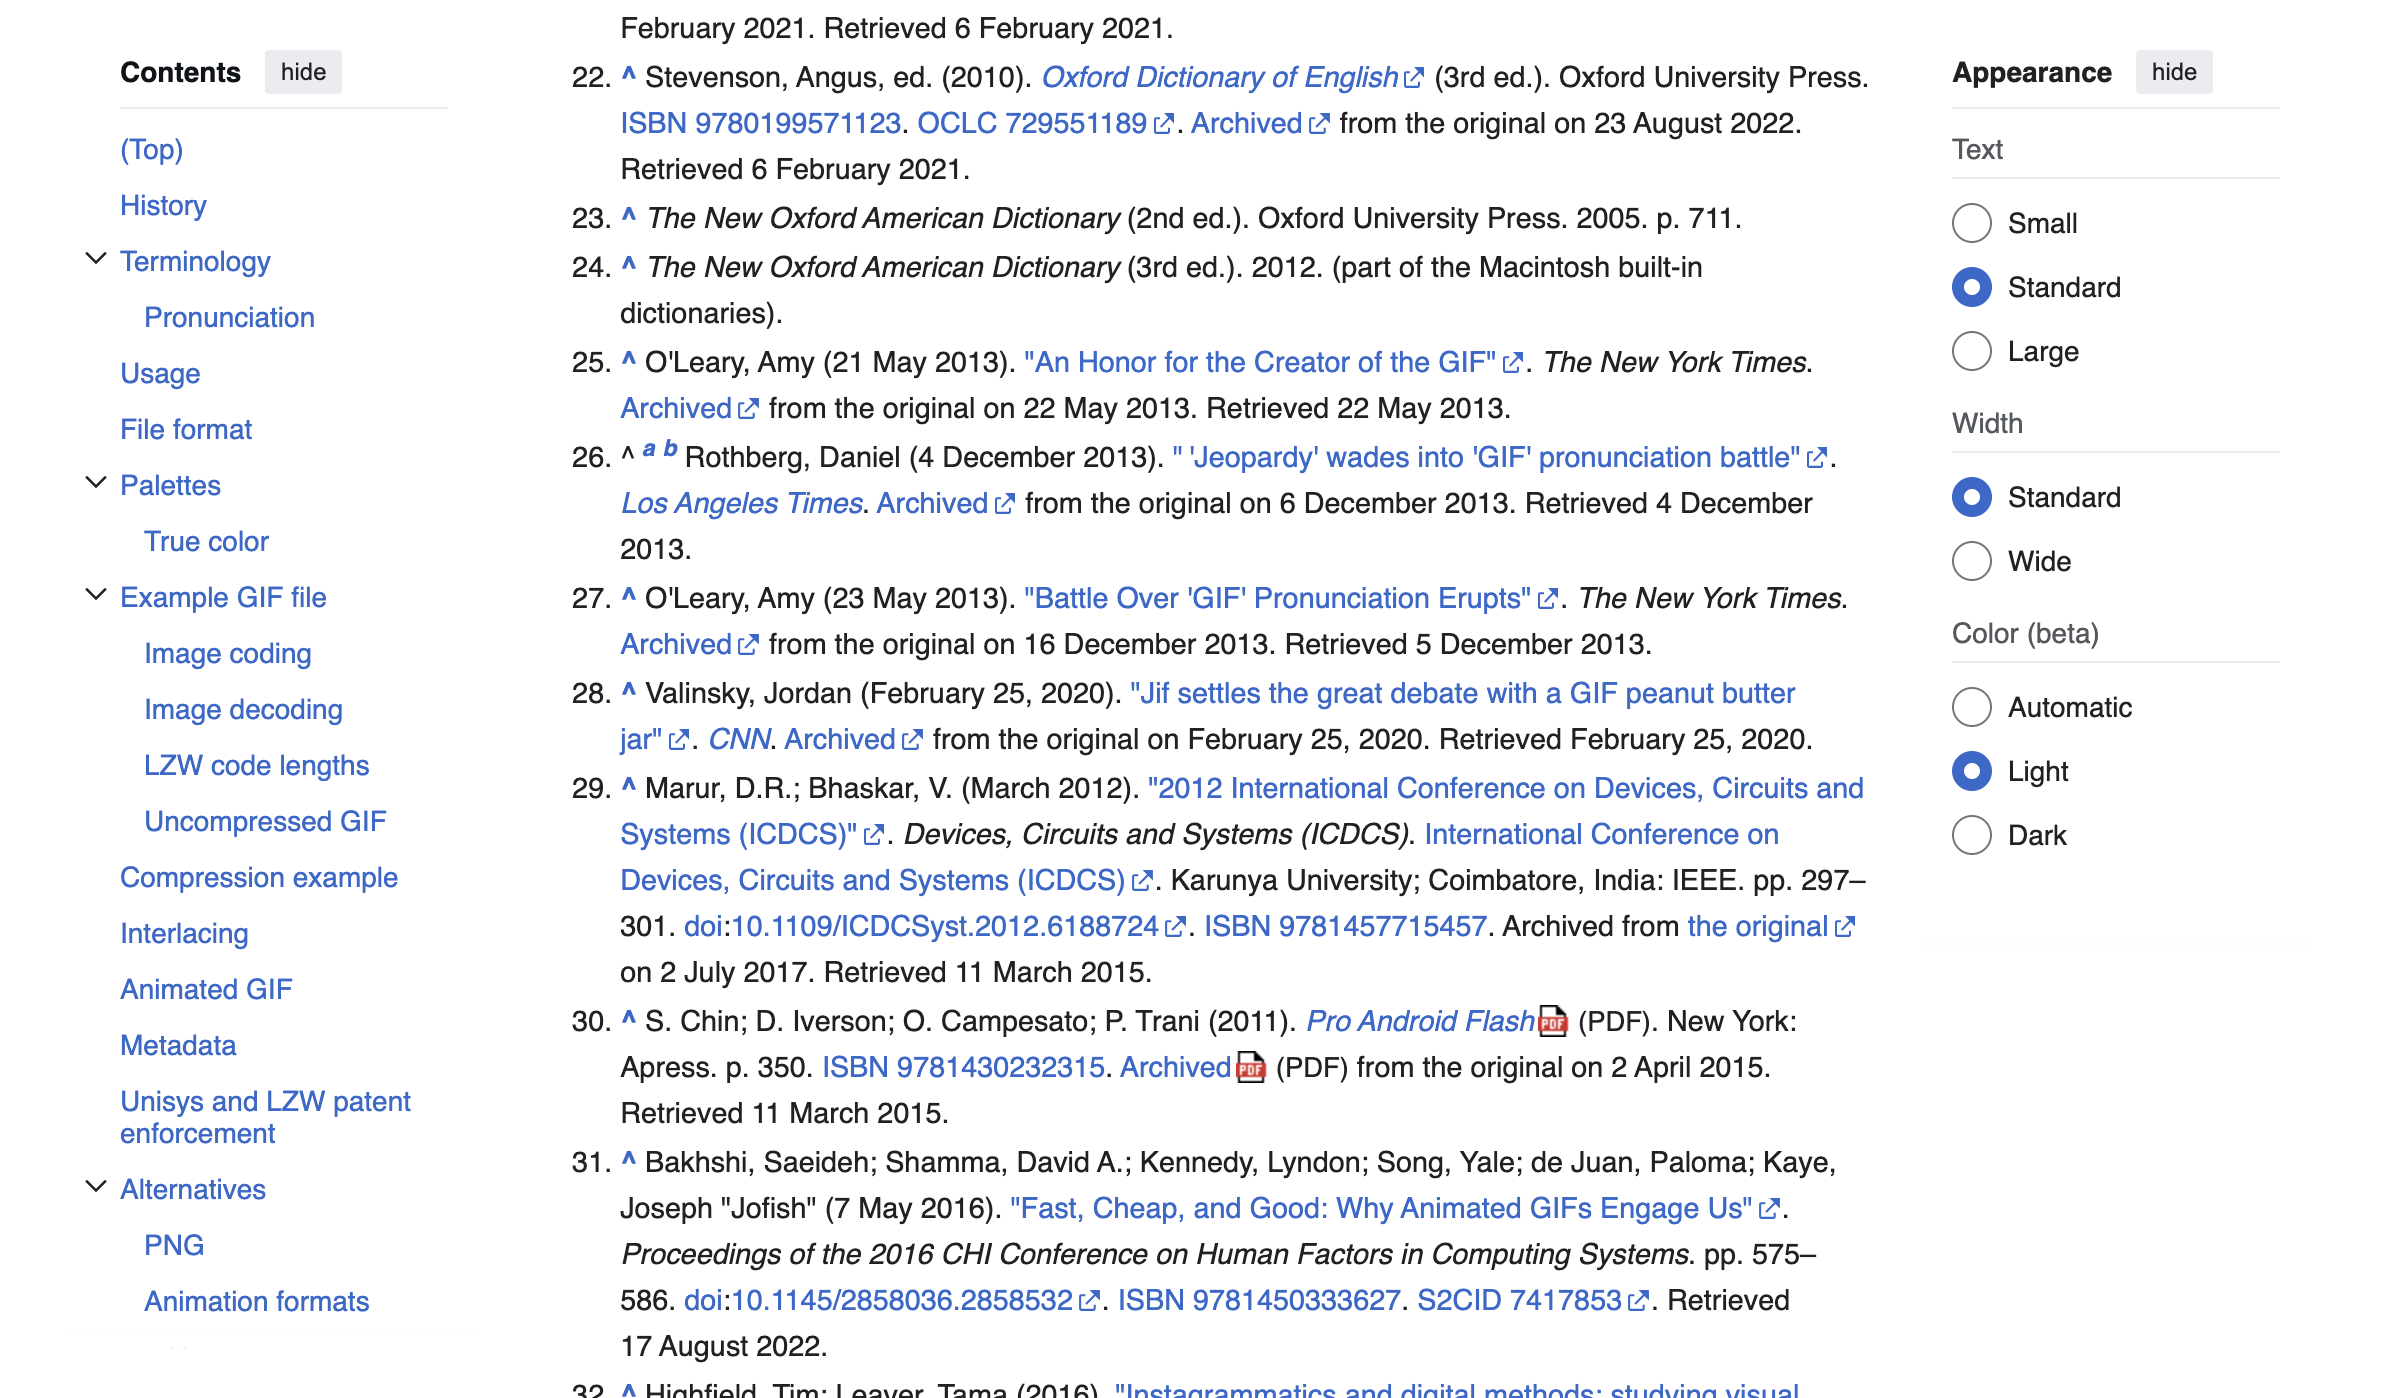 Contents hide
(Top)
History
Terminology
Pronunciation
Usage
File format
Palettes
True color
Example GIF file
Image coding
Image decoding
LZW code lengths
Uncompressed GIF
Compression example
Interlacing
Animated GIF
Metadata
Unisys and LZW patent
enforcement
Alternatives
PNG
Animation formats
February 2021. Retrieved 6 February 2021.
22. ^ Stevenson, Angus, ed. (2010). Oxford Dictionary of English (3rd ed.). Oxford University Press.
ISBN 9780199571123. OCLC 729551189. Archived from the original on 23 August 2022.
Retrieved 6 February 2021.
23. ^ The New Oxford American Dictionary (2nd ed.). Oxford University Press. 2005. p. 711.
24. ^ The New Oxford American Dictionary (3rd ed.). 2012. (part of the Macintosh built-in
dictionaries).
25. ^ O'Leary, Amy (21 May 2013). "An Honor for the Creator of the GIF". The New York Times.
Archived from the original on 22 May 2013. Retrieved 22 May 2013.
26. ^ a b Rothberg, Daniel (4 December 2013). " 'Jeopardy' wades into 'GIF' pronunciation battle".
Los Angeles Times. Archived from the original on 6 December 2013. Retrieved 4 December
2013.
27. ^ O'Leary, Amy (23 May 2013). "Battle Over 'GIF' Pronunciation Erupts". The New York Times.
Archived from the original on 16 December 2013. Retrieved 5 December 2013.
28. ^ Valinsky, Jordan (February 25, 2020). "Jif settles the great debate with a GIF peanut butter
jar". CNN. Archived from the original on February 25, 2020. Retrieved February 25, 2020.
29. ^ Marur, D.R.; Bhaskar, V. (March 2012). "2012 International Conference on Devices, Circuits and
Systems (ICDCS)". Devices, Circuits and Systems (ICDCS). International Conference on
Devices, Circuits and Systems (ICDCS). Karunya University; Coimbatore, India: IEEE. pp. 297–
301. doi:10.1109/ICDCSyst.2012.6188724. ISBN 9781457715457. Archived from the original
on 2 July 2017. Retrieved 11 March 2015.
30. ^ S. Chin; D. Iverson; O. Campesato; P. Trani (2011). Pro Android Flash PDF (PDF). New York:
Apress. p. 350. ISBN 9781430232315. Archived PDF (PDF) from the original on 2 April 2015.
Retrieved 11 March 2015.
31. ^ Bakhshi, Saeideh; Shamma, David A.; Kennedy, Lyndon; Song, Yale; de Juan, Paloma; Kaye,
Joseph "Jofish" (7 May 2016). "Fast, Cheap, and Good: Why Animated GIFs Engage Us".
Proceedings of the 2016 CHI Conference on Human Factors in Computing Systems. pp. 575–
586. doi:10.1145/2858036.2858532. ISBN 9781450333627. S2CID 7417853. Retrieved
17 August 2022.
32. ^ Highfield, Tim; Leaver, Tama (2016). "Instagrammatics and digital methods: studying visual
Appearance hide
Text
Small
Standard
Large
Width
Standard
Wide
Color (beta)
Automatic
Light
Dark